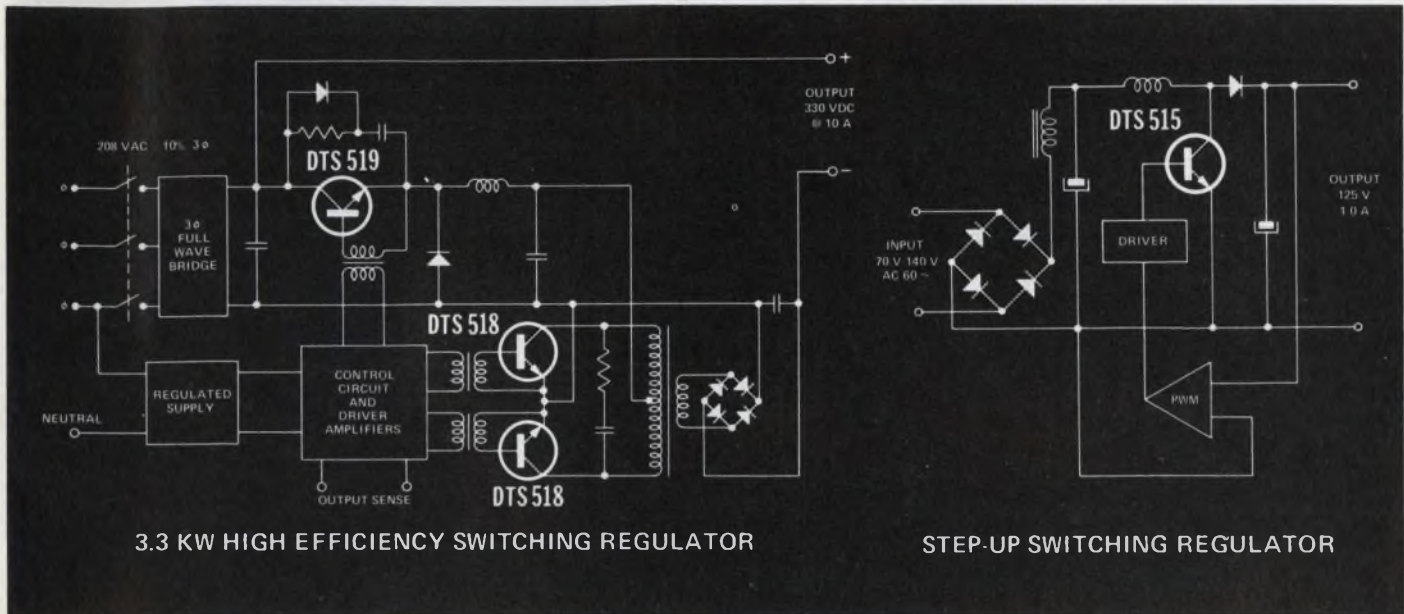 208 VAC 10% 3ϕ
3ϕ
FULL
WAVE
BRIDGE
DTS 519
+
OUTPUT
330 VDC
@ 10 A
−
REGULATED
SUPPLY
NEUTRAL
CONTROL
CIRCUIT
AND
DRIVER
AMPLIFIERS
OUTPUT SENSE
DTS 518
DTS 518
3.3 KW HIGH EFFICIENCY SWITCHING REGULATOR
INPUT
70 V 140 V
AC 60 ~
DTS 515
DRIVER
PWM
OUTPUT
125 V
1.0 A
STEP-UP SWITCHING REGULATOR